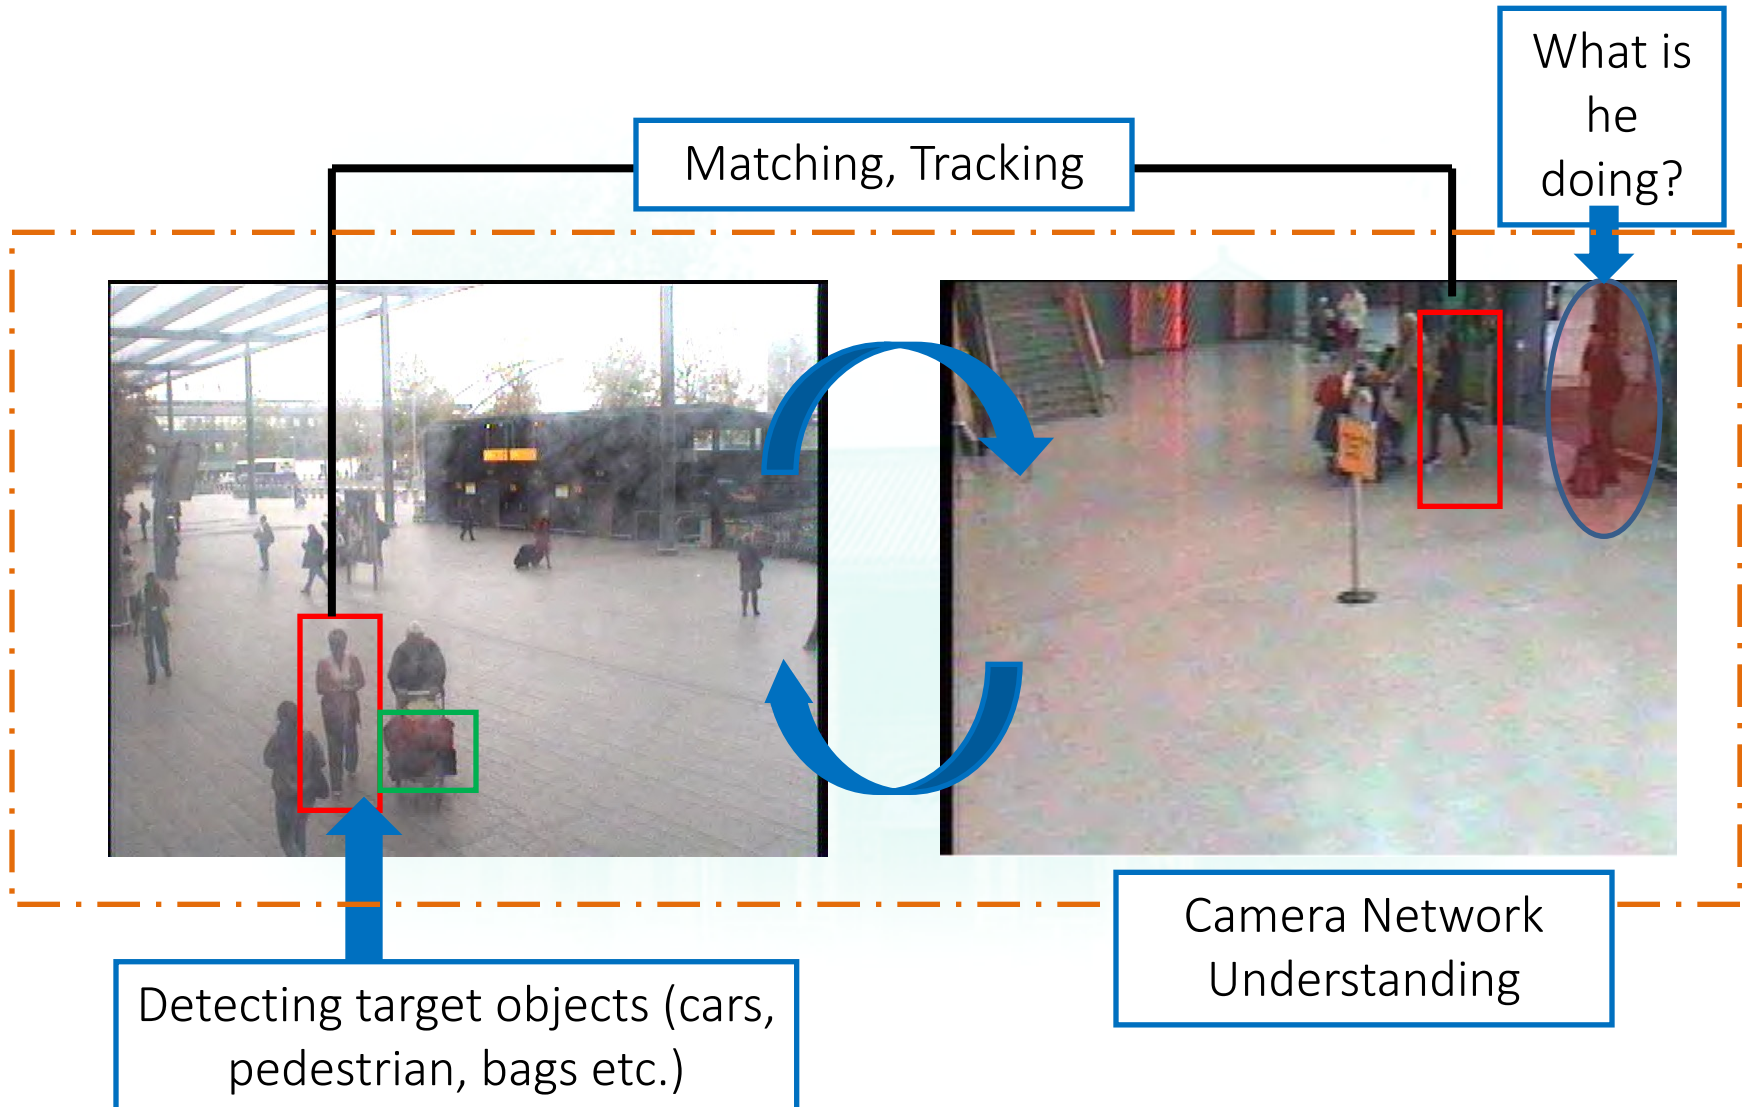 What is
he
doing?
Matching, Tracking
Camera Network
Understanding
Detecting target objects (cars,
pedestrian, bags etc.)